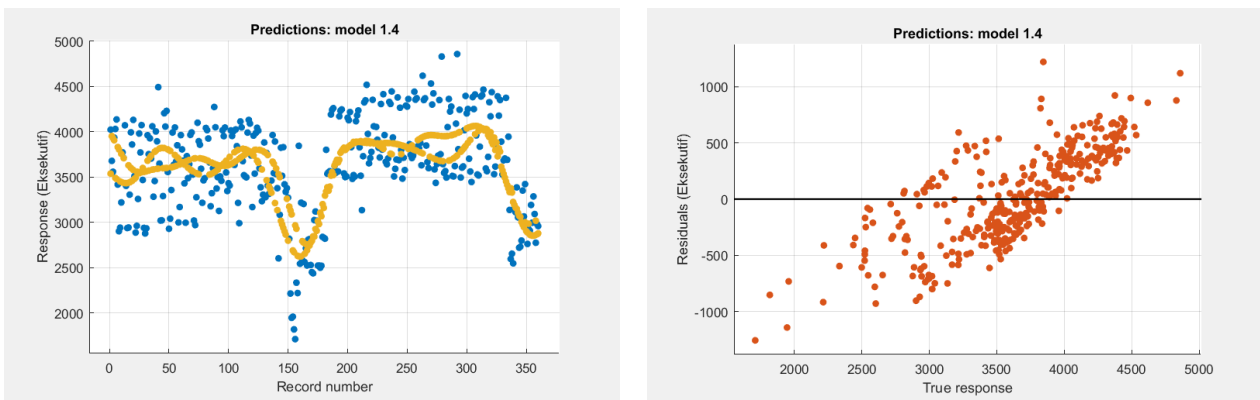 Predictions: model 1.4
5000
4500
4000
3500
3000
2500
2000
Response (Eksekutif)
0 50 100 150 200 250 300 350
Record number
Predictions: model 1.4
1000
500
0
-500
-1000
Residuals (Eksekutif)
2000 2500 3000 3500 4000 4500 5000
True response